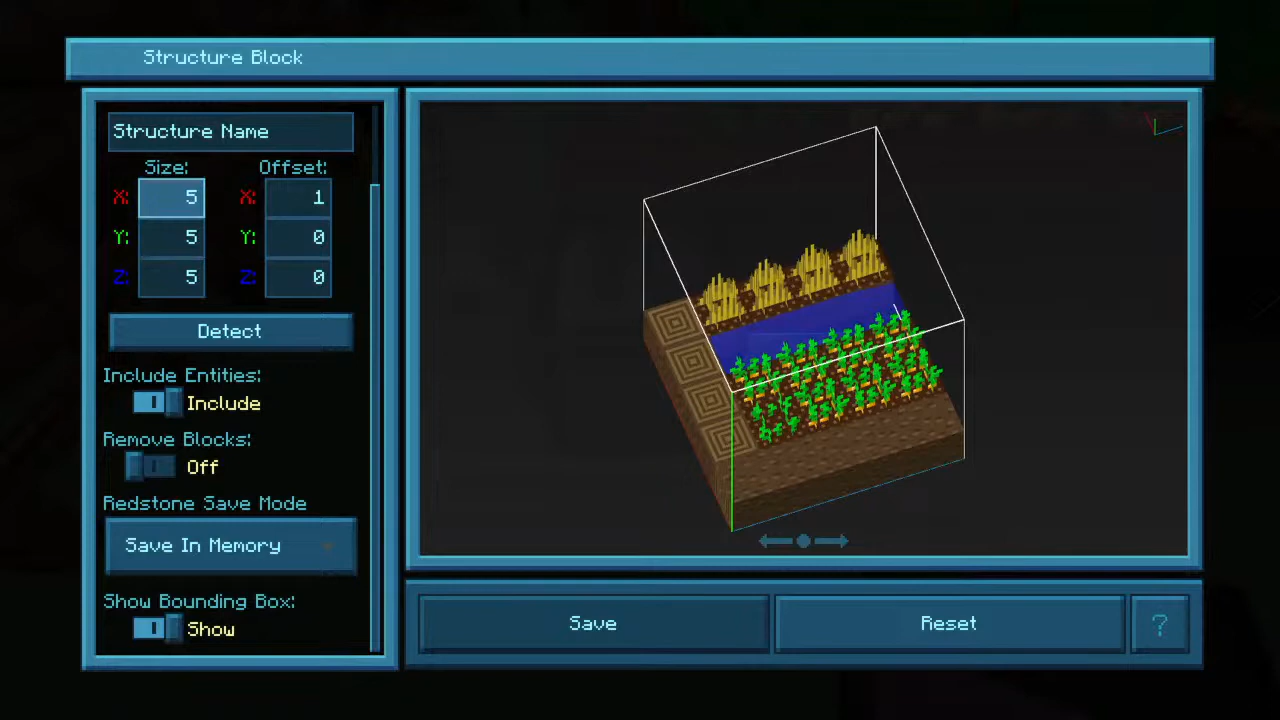 Structure Block
Structure Name
Size: Offset:
X: 5 X: 1
Y: 5 Y: 0
Z: 5 Z: 0
Detect
Include Entities:
Include
Remove Blocks:
Off
Redstone Save Mode
Save In Memory
Show Bounding Box:
Show
Save Reset ?